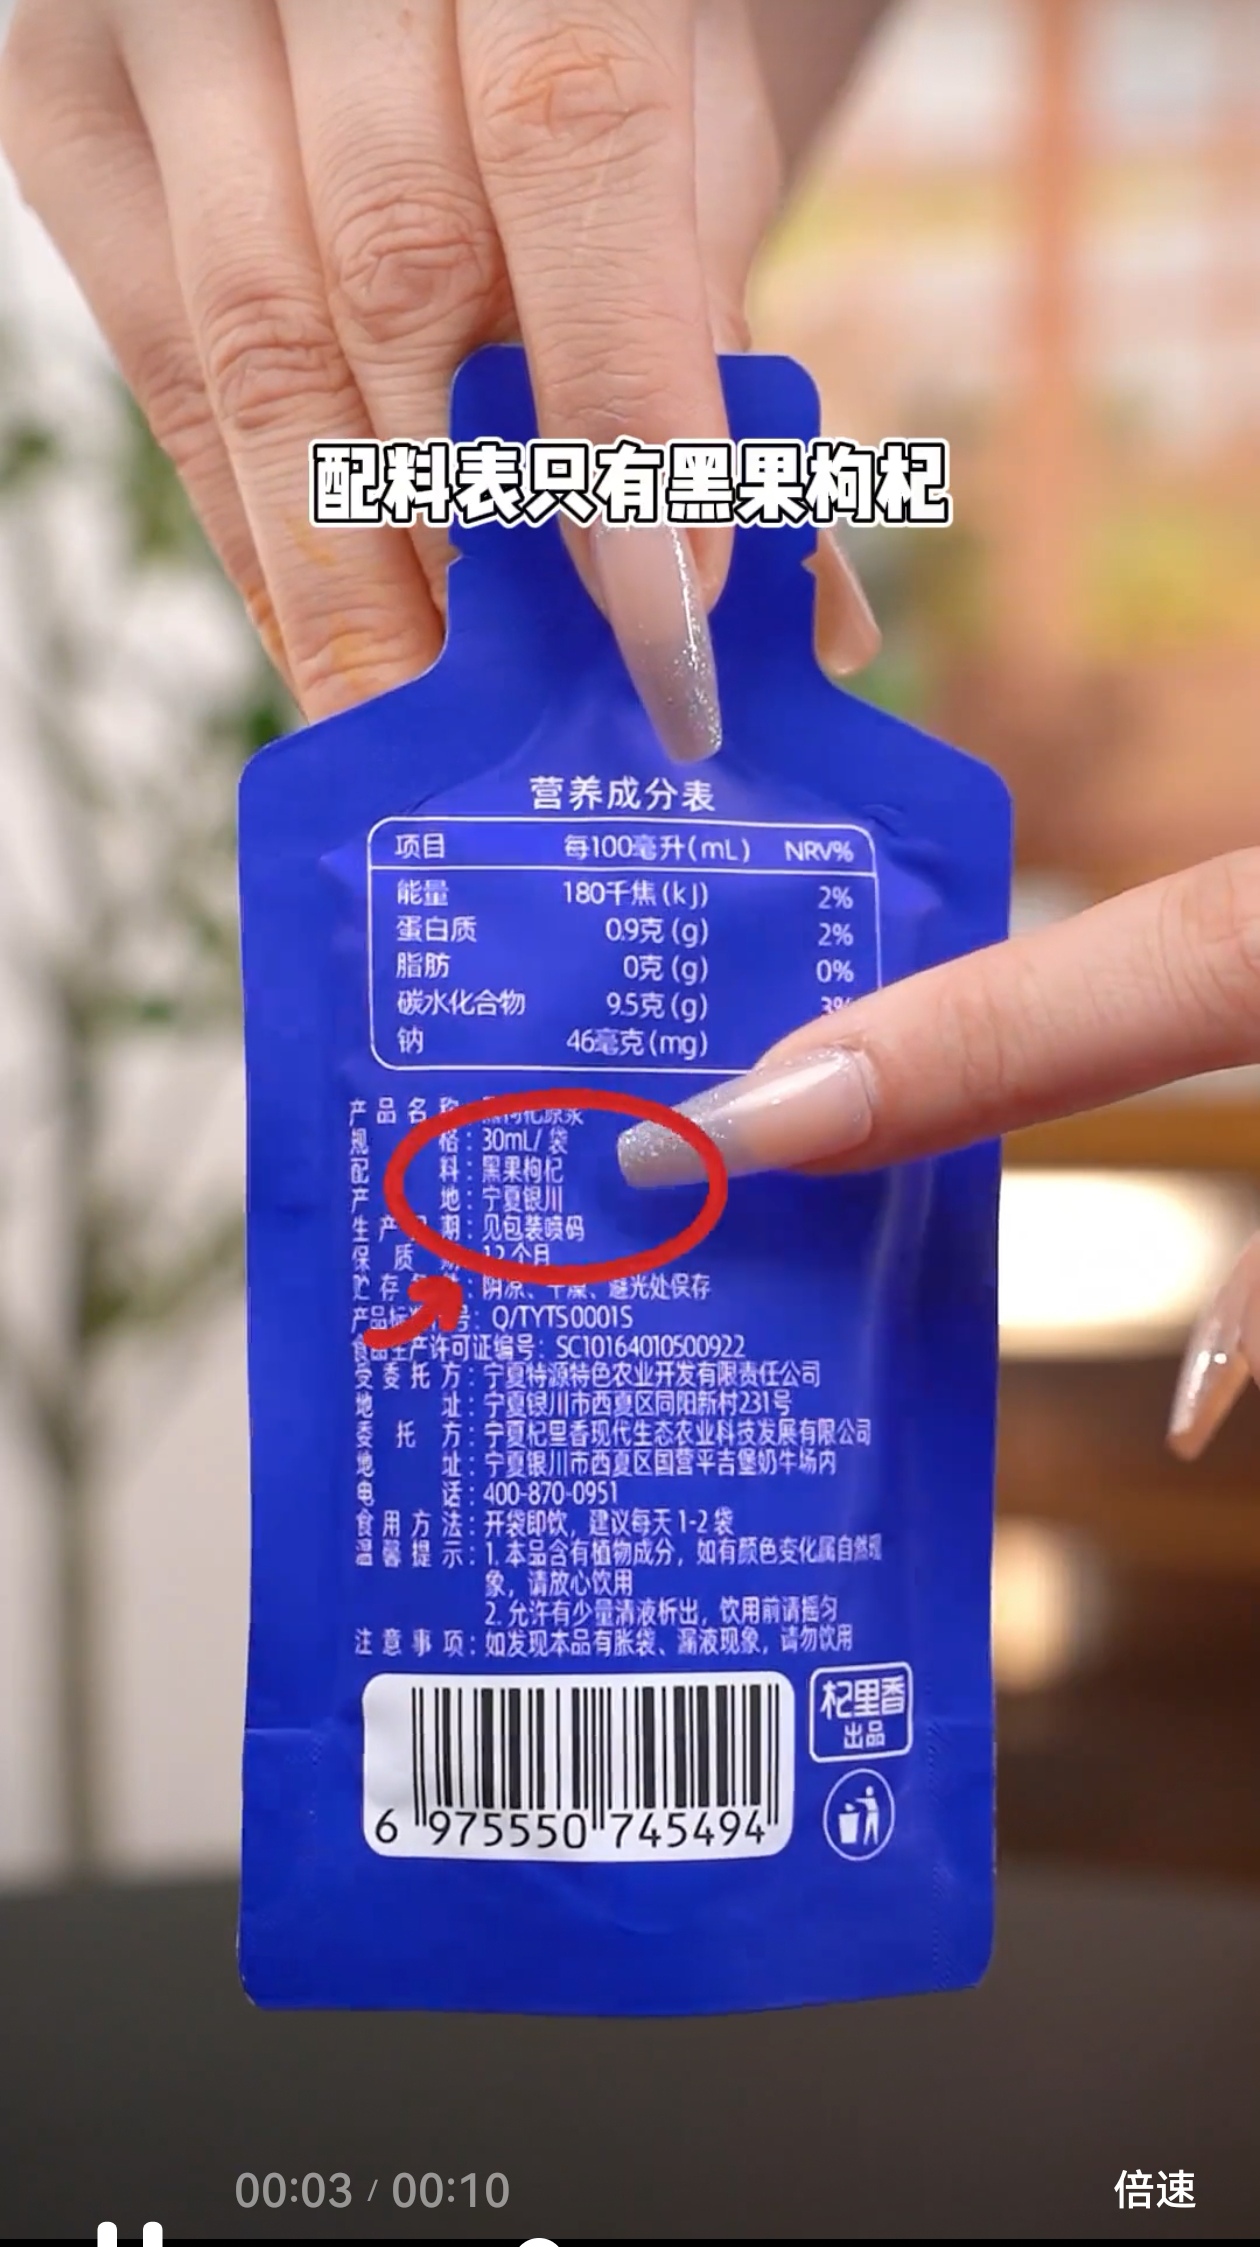 配料表只有黑果枸杞
营养成分表
项目 每100毫升(mL) NRV%
能量 180千焦(kJ) 2%
蛋白质 0.9克(g) 2%
脂肪 0克(g) 0%
碳水化合物 9.5克(g) 3%
钠 46毫克(mg)
产品名称：黑枸杞原浆
规格：30mL/袋
配料：黑果枸杞
产地：宁夏银川
生产日期：见包装喷码
保质期：12个月
贮存条件：阴凉、干燥、避光处保存
产品标准号：Q/TYTS0001S
食品生产许可证编号：SC10164010500922
受委托方：宁夏特源特色农业开发有限责任公司
地址：宁夏银川市西夏区同阳新村231号
委托方：宁夏杞里香现代生态农业科技发展有限公司
地址：宁夏银川市西夏区国营平吉堡奶牛场内
电话：400-870-0951
食用方法：开袋即饮，建议每天1-2袋
温馨提示：1.本品含有植物成分，如有颜色变化属自然现
象，请放心饮用
2.允许有少量清液析出，饮用前请摇匀
注意事项：如发现本品有胀袋、漏液现象，请勿饮用
杞里香
出品
6 975550 745494
00:03 / 00:10
倍速